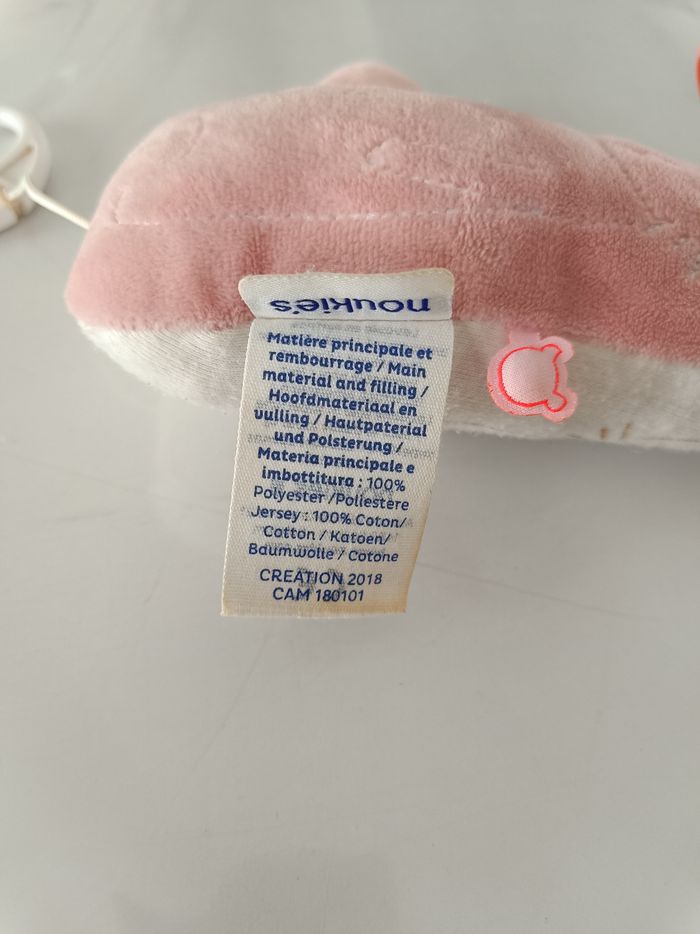 noukie's
Matière principale et
rembourrage / Main
material and filling /
Hoofdmateriaal en
vulling / Hautpaterial
und Polsterung /
Materia principale e
imbottitura : 100%
Polyester /Poliestere
Jersey : 100% Coton/
Cotton / Katoen/
Baumwolle / Cotone
CREATION 2018
CAM 180101